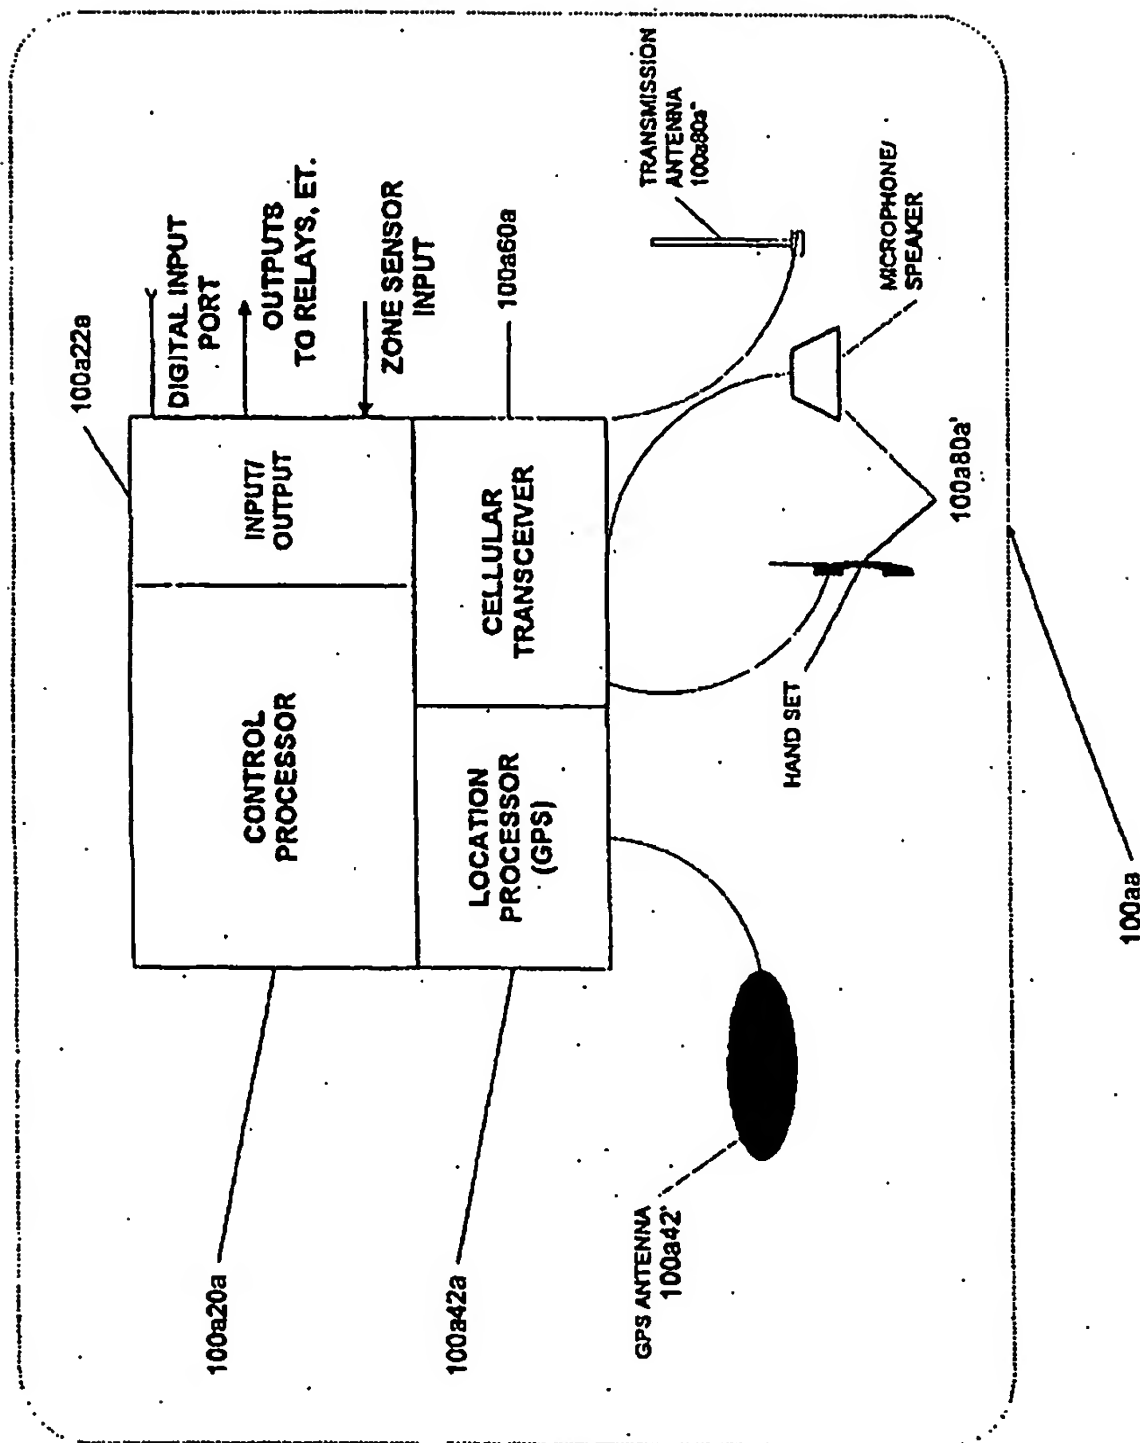 100a22a
DIGITAL INPUT
PORT
OUTPUTS
TO RELAYS, ET.
ZONE SENSOR
INPUT
100a60a
INPUT/
OUTPUT
CONTROL
PROCESSOR
CELLULAR
TRANSCEIVER
LOCATION
PROCESSOR
(GPS)
100a20a
100a42a
TRANSMISSION
ANTENNA
100a80a"
MICROPHONE/
SPEAKER
100a80a'
HAND SET
GPS ANTENNA
100a42'
100aa